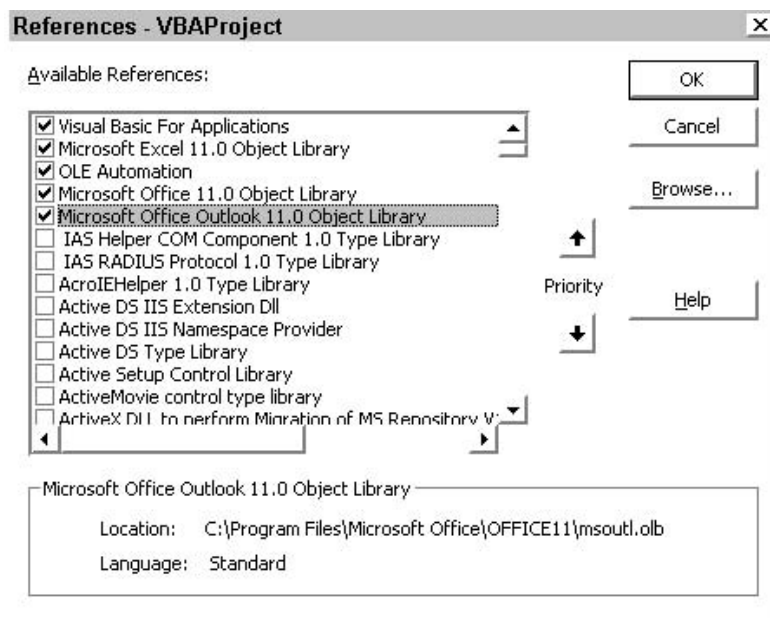 References - VBAProject
Available References:
OK
Visual Basic For Applications
Microsoft Excel 11.0 Object Library
OLE Automation
Microsoft Office 11.0 Object Library
Microsoft Office Outlook 11.0 Object Library
IAS Helper COM Component 1.0 Type Library
IAS RADIUS Protocol 1.0 Type Library
AcroIEHelper 1.0 Type Library
Active DS IIS Extension Dll
Active DS IIS Namespace Provider
Active DS Type Library
Active Setup Control Library
ActiveMovie control type library
ActiveX DLL to perform Migration of MS Repository
Cancel
Browse...
Priority
Help
Microsoft Office Outlook 11.0 Object Library
Location: C:\Program Files\Microsoft Office\OFFICE11\msoutl.olb
Language: Standard